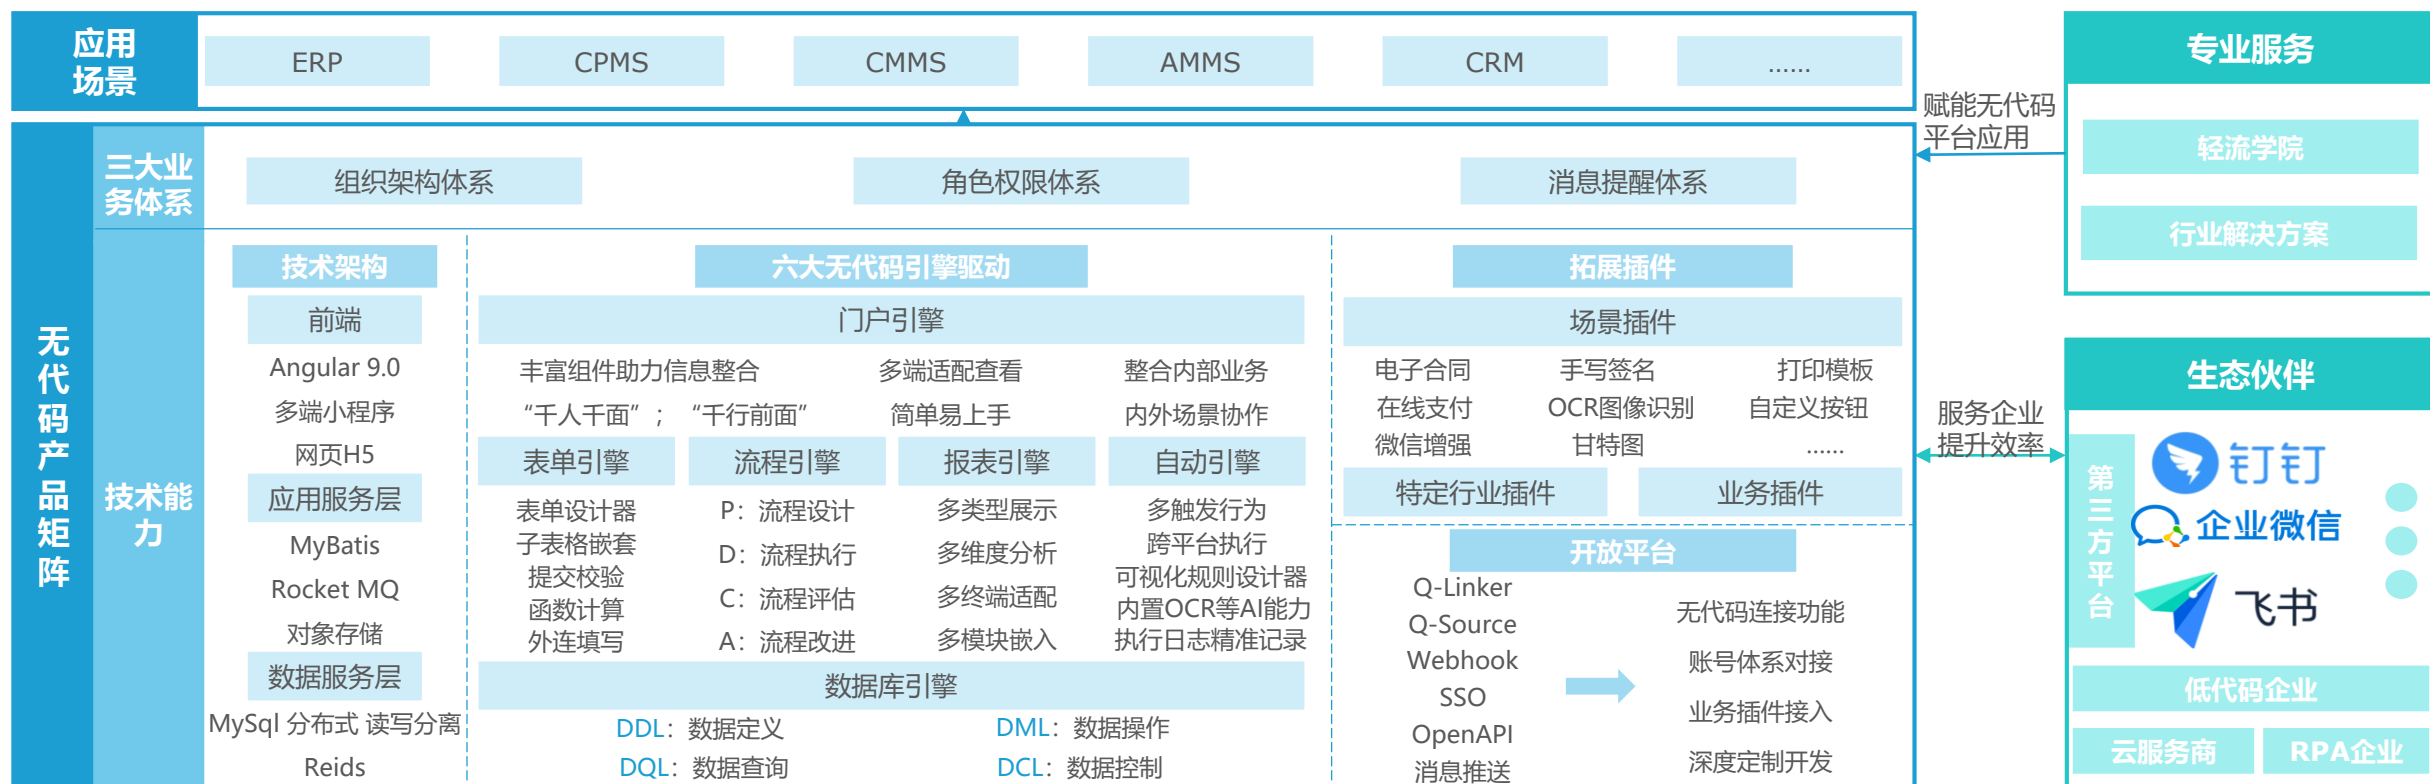 应用
场景
ERP
CPMS
CMMS
AMMS
CRM
......
无代码产品矩阵
三大业
务体系
组织架构体系
角色权限体系
消息提醒体系
技术能
力
技术架构
前端
Angular 9.0
多端小程序
网页H5
应用服务层
MyBatis
Rocket MQ
对象存储
数据服务层
MySql 分布式 读写分离
Reids
六大无代码引擎驱动
门户引擎
丰富组件助力信息整合
多端适配查看
整合内部业务
“千人千面”；“千行前面”
简单易上手
内外场景协作
表单引擎
表单设计器
子表格嵌套
提交校验
函数计算
外连填写
流程引擎
P：流程设计
D：流程执行
C：流程评估
A：流程改进
报表引擎
多类型展示
多维度分析
多终端适配
多模块嵌入
自动引擎
多触发行为
跨平台执行
可视化规则设计器
内置OCR等AI能力
执行日志精准记录
数据库引擎
DDL：数据定义
DML：数据操作
DQL：数据查询
DCL：数据控制
拓展插件
场景插件
电子合同
手写签名
打印模板
在线支付
OCR图像识别
自定义按钮
微信增强
甘特图
......
特定行业插件
业务插件
开放平台
Q-Linker
Q-Source
Webhook
SSO
OpenAPI
消息推送
无代码连接功能
账号体系对接
业务插件接入
深度定制开发
赋能无代码
平台应用
服务企业
提升效率
专业服务
轻流学院
行业解决方案
生态伙伴
第三方平台
钉钉
企业微信
飞书
低代码企业
云服务商
RPA企业